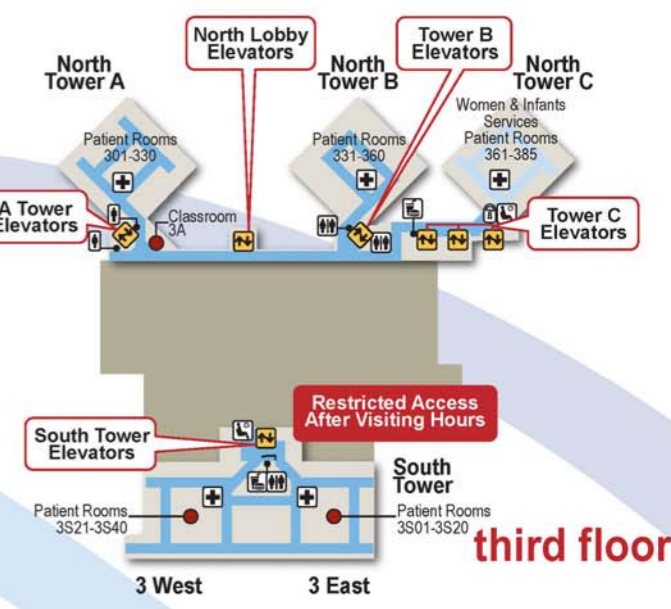 North Lobby
Elevators
Tower B
Elevators
North
Tower A
North
Tower B
North
Tower C
Women & Infants
Services
Patient Rooms
361-385
Patient Rooms
301-330
Patient Rooms
331-360
A Tower
Elevators
Classroom
3A
Tower C
Elevators
Restricted Access
After Visiting Hours
South Tower
Elevators
South
Tower
Patient Rooms
3S21-3S40
Patient Rooms
3S01-3S20
third floor
3 West
3 East